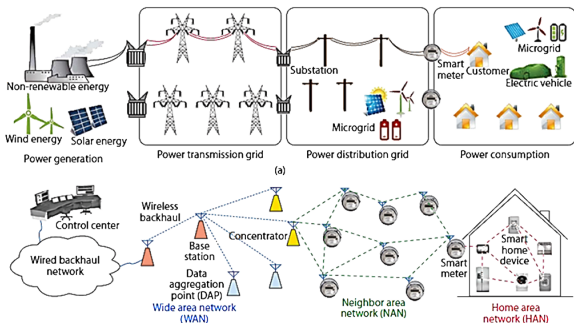 Non-renewable energy
Wind energy
Solar energy
Power generation
Power transmission grid
Substation
Microgrid
Power distribution grid
Smart
meter
Customer
Microgrid
Electric vehicle
Power consumption
(a)
Control center
Wired backhaul
network
Wireless
backhaul
Base
station
Data
aggregation
point (DAP)
Concentrator
Wide area network
(WAN)
Neighbor area
network (NAN)
Smart
meter
Smart
home
device
Home area
network (HAN)